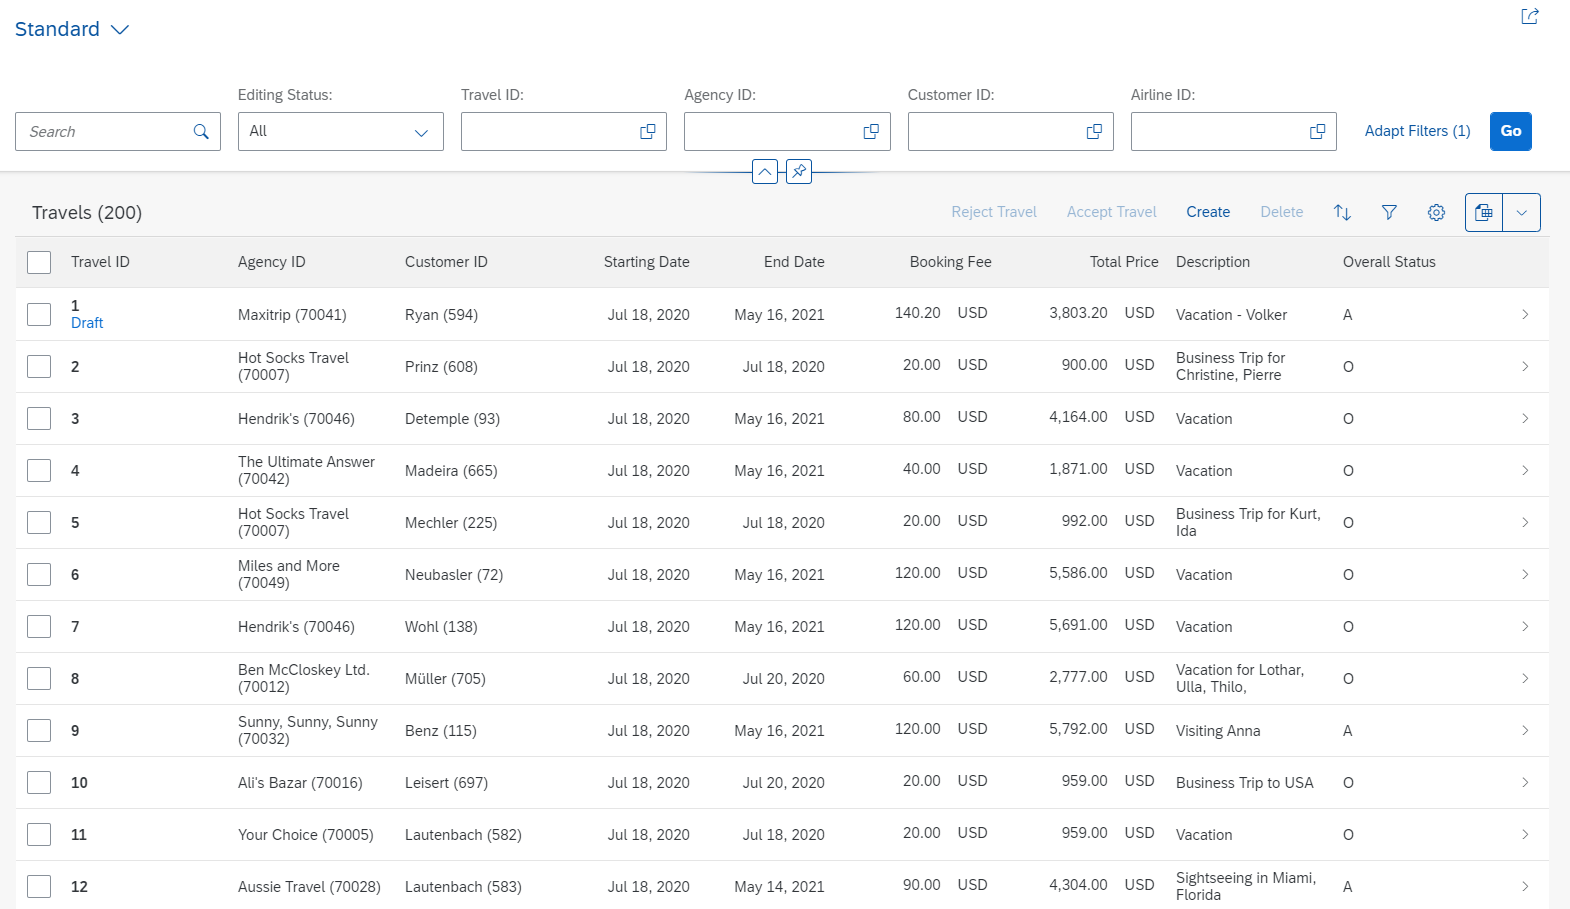 Standard
Editing Status: Travel ID: Agency ID: Customer ID: Airline ID:
Search All Adapt Filters (1) Go
Travels (200) Reject Travel Accept Travel Create Delete
Travel ID Agency ID Customer ID Starting Date End Date Booking Fee Total Price Description Overall Status
1
Draft
Maxitrip (70041) Ryan (594) Jul 18, 2020 May 16, 2021 140.20 USD 3,803.20 USD Vacation - Volker A
2
Hot Socks Travel
(70007)
Prinz (608) Jul 18, 2020 Jul 18, 2020 20.00 USD 900.00 USD
Business Trip for
Christine, Pierre
O
3 Hendrik's (70046) Detemple (93) Jul 18, 2020 May 16, 2021 80.00 USD 4,164.00 USD Vacation O
4
The Ultimate Answer
(70042)
Madeira (665) Jul 18, 2020 May 16, 2021 40.00 USD 1,871.00 USD Vacation O
5
Hot Socks Travel
(70007)
Mechler (225) Jul 18, 2020 Jul 18, 2020 20.00 USD 992.00 USD
Business Trip for Kurt,
Ida
O
6
Miles and More
(70049)
Neubasler (72) Jul 18, 2020 May 16, 2021 120.00 USD 5,586.00 USD Vacation O
7 Hendrik's (70046) Wohl (138) Jul 18, 2020 May 16, 2021 120.00 USD 5,691.00 USD Vacation O
8
Ben McCloskey Ltd.
(70012)
Müller (705) Jul 18, 2020 Jul 20, 2020 60.00 USD 2,777.00 USD
Vacation for Lothar,
Ulla, Thilo,
O
9
Sunny, Sunny, Sunny
(70032)
Benz (115) Jul 18, 2020 May 16, 2021 120.00 USD 5,792.00 USD Visiting Anna A
10 Ali's Bazar (70016) Leisert (697) Jul 18, 2020 Jul 20, 2020 20.00 USD 959.00 USD Business Trip to USA O
11 Your Choice (70005) Lautenbach (582) Jul 18, 2020 Jul 18, 2020 20.00 USD 959.00 USD Vacation O
12 Aussie Travel (70028) Lautenbach (583) Jul 18, 2020 May 14, 2021 90.00 USD 4,304.00 USD
Sightseeing in Miami,
Florida
A